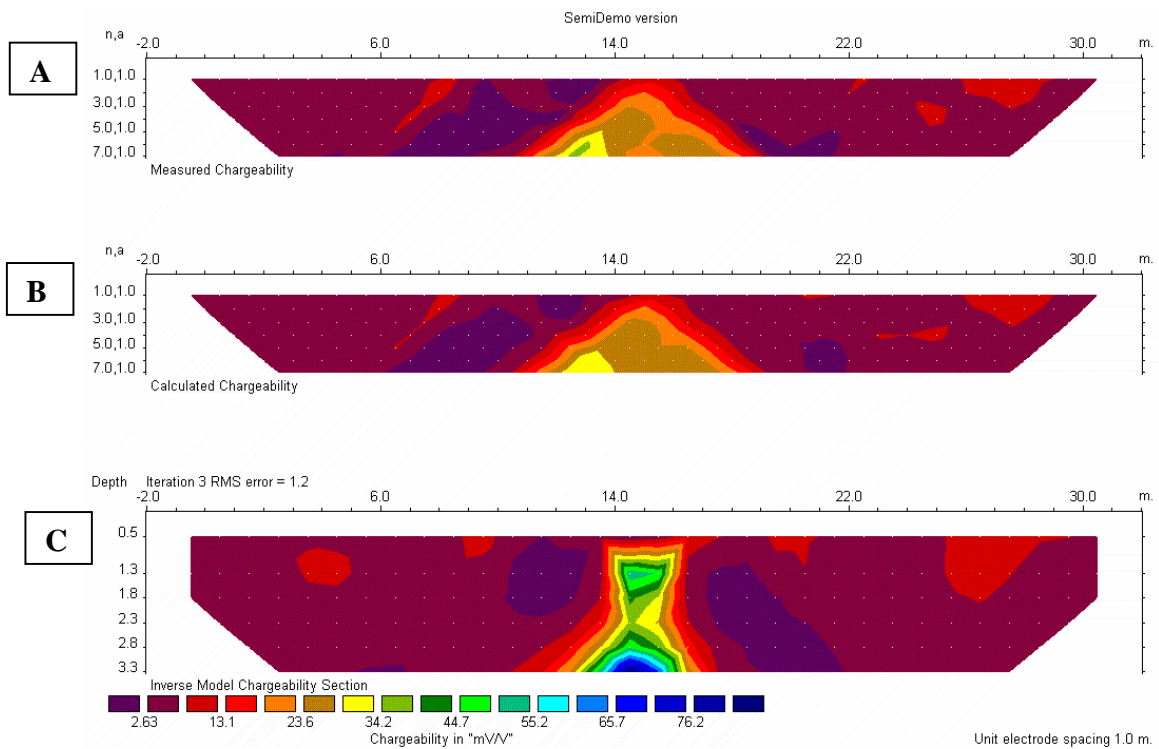 SemiDemo version
A
n,a
-2.0 6.0 14.0 22.0 30.0 m.
1.0,1.0
3.0,1.0
5.0,1.0
7.0,1.0
Measured Chargeability
B
n,a
-2.0 6.0 14.0 22.0 30.0 m.
1.0,1.0
3.0,1.0
5.0,1.0
7.0,1.0
Calculated Chargeability
C
Depth Iteration 3 RMS error = 1.2
-2.0 6.0 14.0 22.0 30.0 m.
0.5
1.3
1.8
2.3
2.8
3.3
Inverse Model Chargeability Section
2.63 13.1 23.6 34.2 44.7 55.2 65.7 76.2
Chargeability in "mV/V"
Unit electrode spacing 1.0 m.